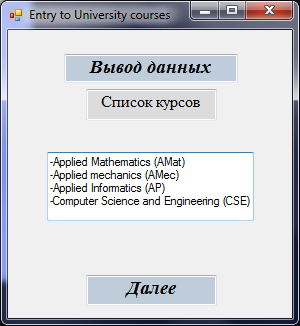 Entry to University courses
Вывод данных
Список курсов
-Applied Mathematics (AMat)
-Applied mechanics (AMec)
-Applied Informatics (AP)
-Computer Science and Engineering (CSE)
Далее